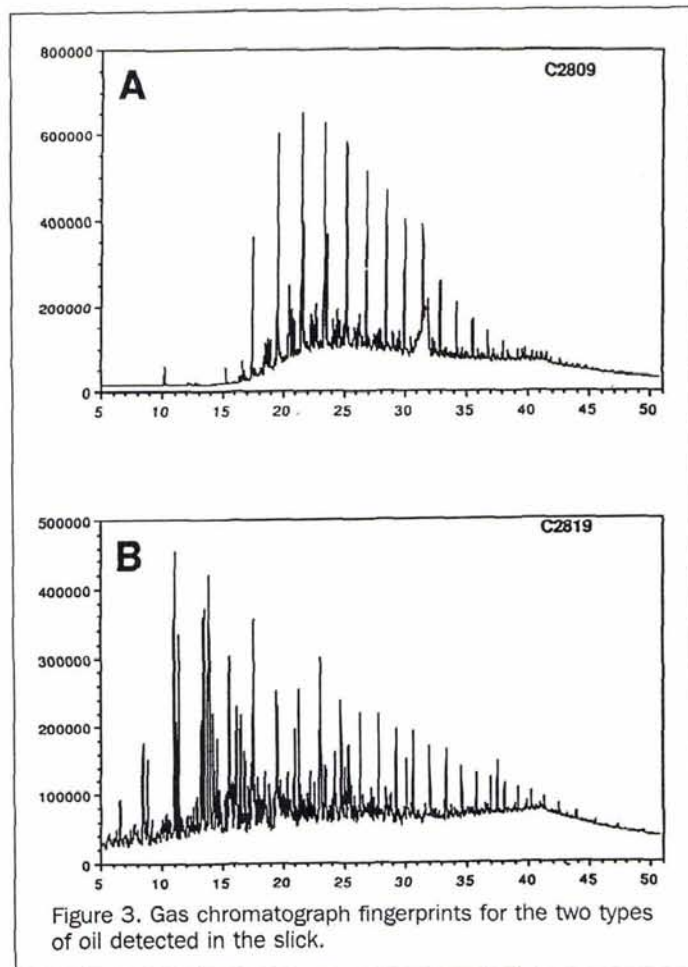 800000
A
C2809
600000
400000
200000
0
5 10 15 20 25 30 35 40 45 50
500000
B
C2819
400000
300000
200000
100000
0
5 10 15 20 25 30 35 40 45 50
Figure 3. Gas chromatograph fingerprints for the two types
of oil detected in the slick.